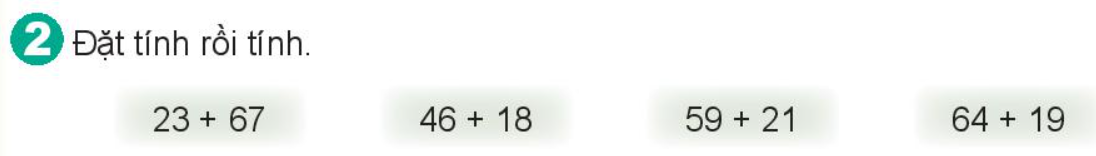 2 Đặt tính rồi tính.
23 + 67 46 + 18 59 + 21 64 + 19